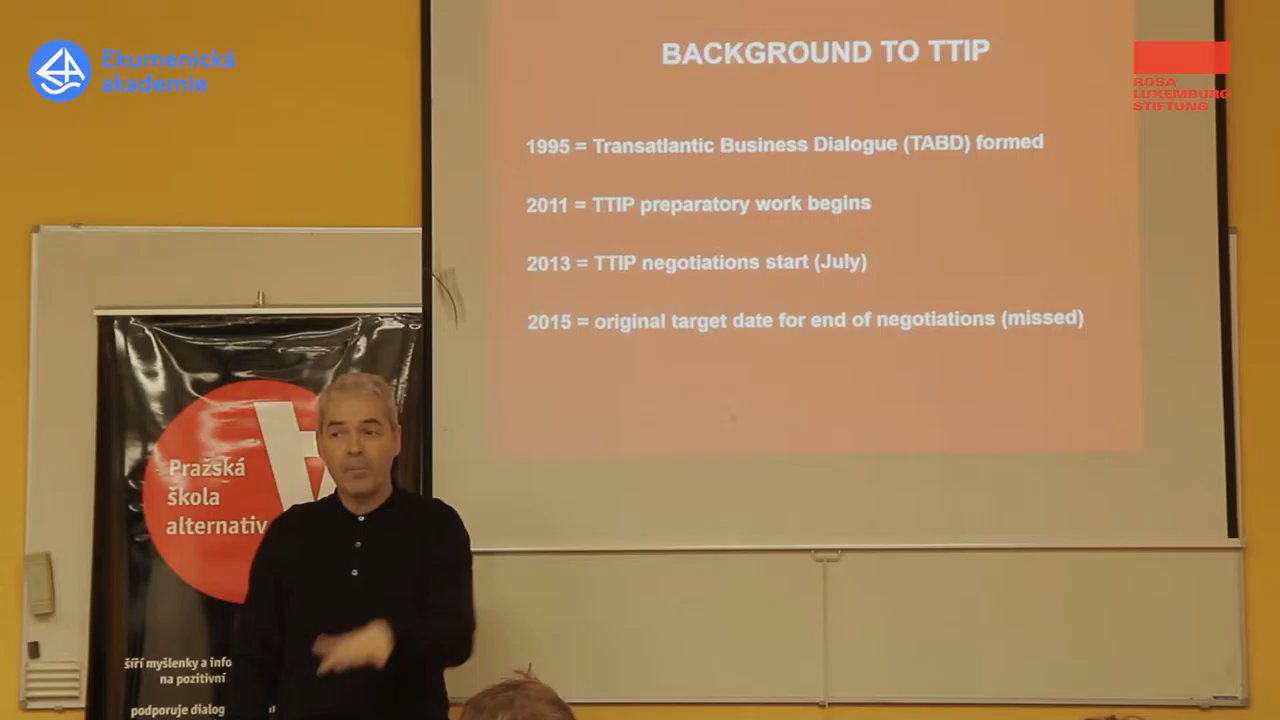 Ekumenická
akademie
BACKGROUND TO TTIP
1995 = Transatlantic Business Dialogue (TABD) formed
2011 = TTIP preparatory work begins
2013 = TTIP negotiations start (July)
2015 = original target date for end of negotiations (missed)
ROSA
LUXEMBURG
STIFTUNG
Pražská
škola
alternativ
šíří myšlenky a info
na pozitivní
podporuje dialog